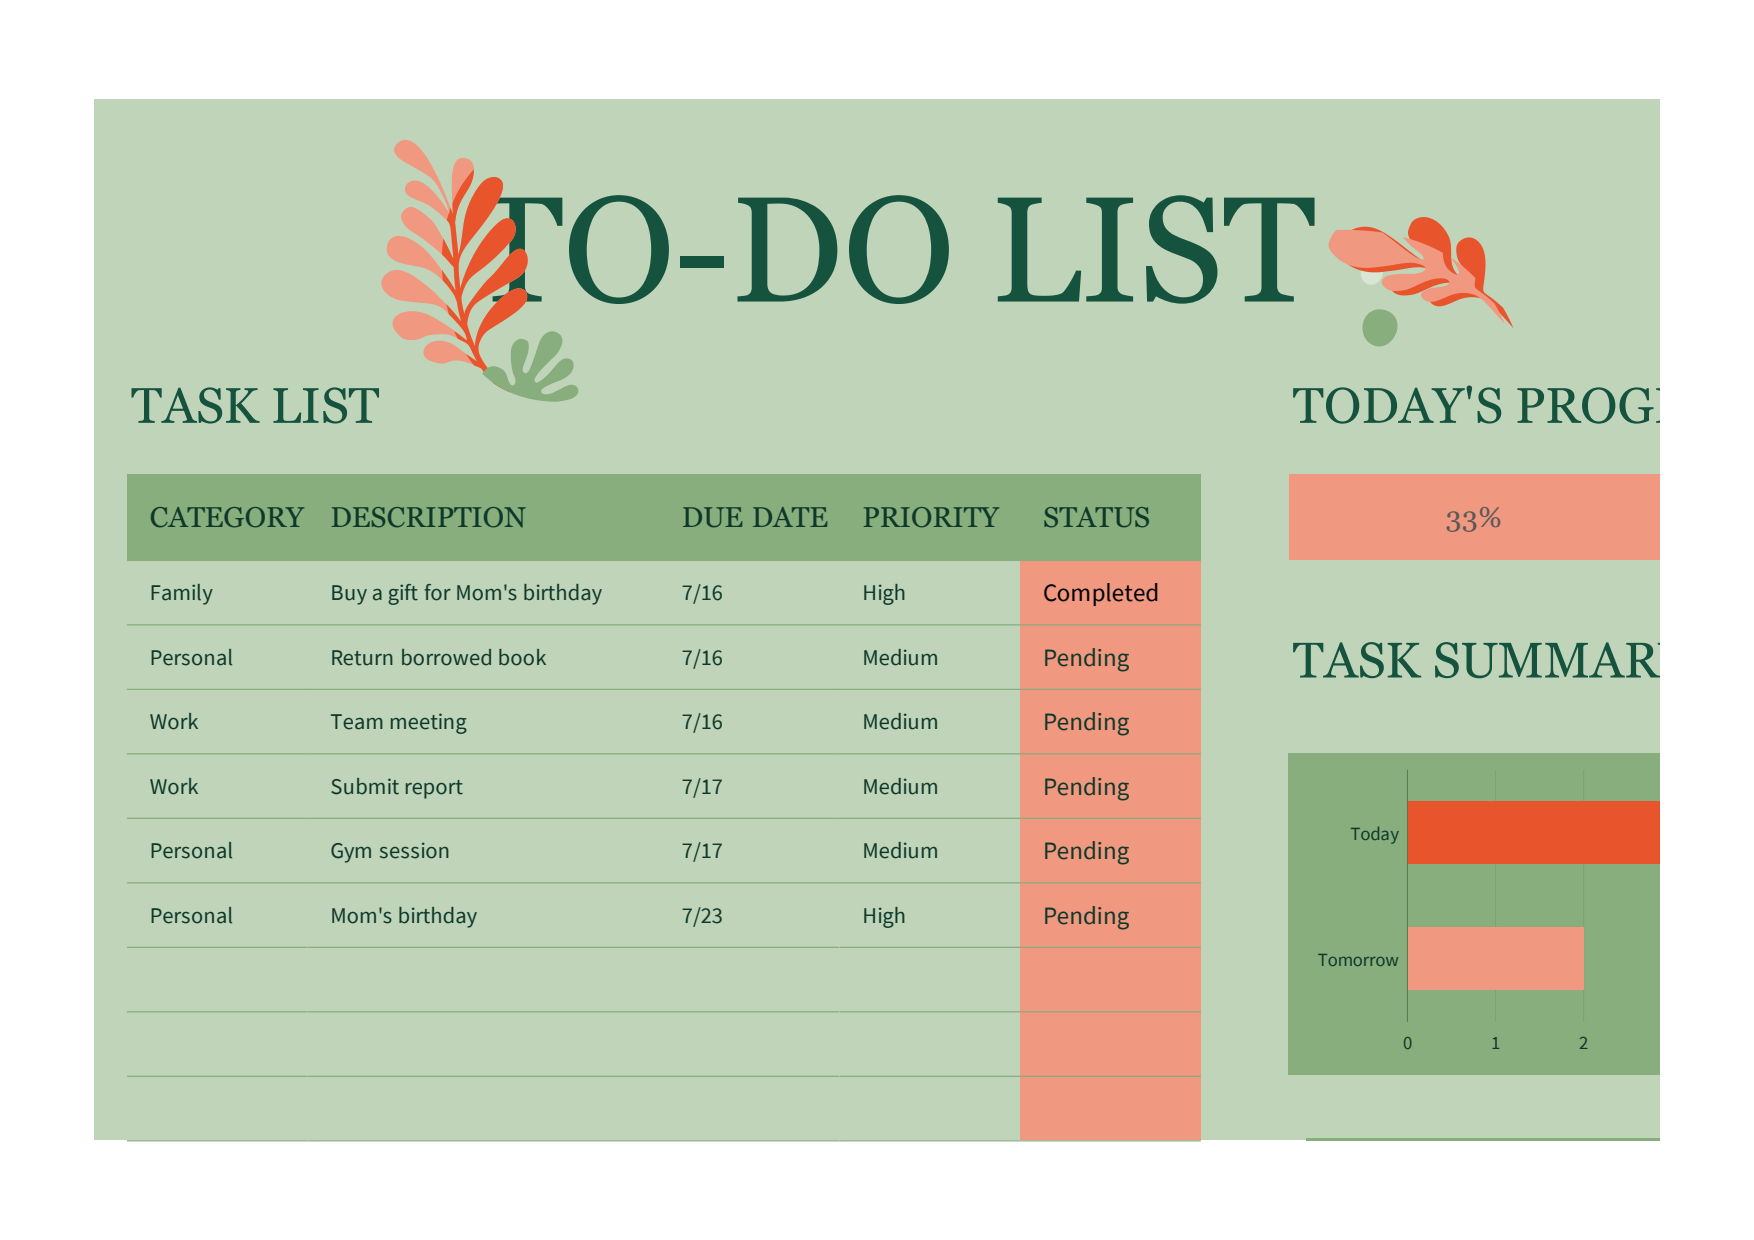 TO-DO LIST
TASK LIST
TODAY'S
CATEGORY DESCRIPTION DUE DATE PRIORITY STATUS
33%
Family Buy a gift for Mom's birthday 7/16 High Completed
Personal Return borrowed book 7/16 Medium Pending
TASK
Work Team meeting 7/16 Medium Pending
Work Submit report 7/17 Medium Pending
Today
Personal Gym session 7/17 Medium Pending
Personal Mom's birthday 7/23 High Pending
Tomorrow
0 1 2